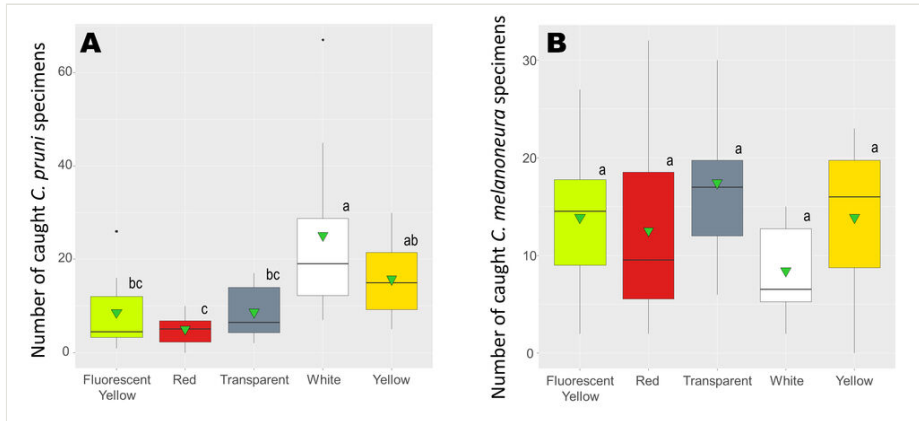 A
Number of caught C. pruni specimens
60
40
20
0
bc
c
bc
a
ab
Fluorescent
Yellow
Red
Transparent
White
Yellow
B
Number of caught C. melanoneura specimens
30
20
10
0
a
a
a
a
a
Fluorescent
Yellow
Red
Transparent
White
Yellow